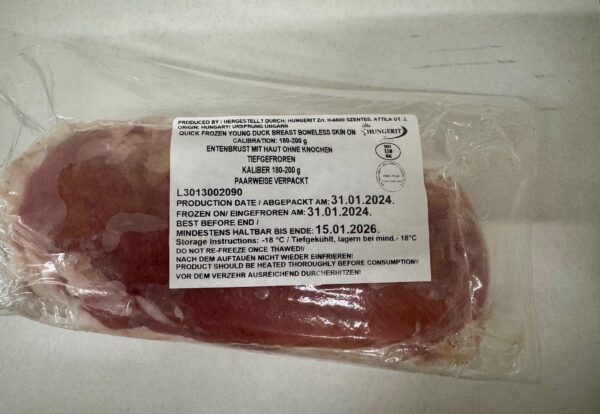 PRODUCED BY / HERGESTELLT DURCH: HUNGERIT Zrt. H-6600 SZENTES, ATTILA UT. 2.
ORIGIN: HUNGARY/ URSPRUNG UNGARN
QUICK FROZEN YOUNG DUCK BREAST BONELESS SKIN ON
HUNGERIT
CALIBRATION: 180-200 g
ENTENBRUST MIT HAUT OHNE KNOCHEN
TIEFGEFROREN
KALIBER 180-200 g
PAARWEISE VERPACKT
L3013002090
PRODUCTION DATE / ABGEPACKT AM: 31.01.2024.
FROZEN ON/ EINGEFROREN AM: 31.01.2024.
BEST BEFORE END /
MINDESTENS HALTBAR BIS ENDE: 15.01.2026.
Storage Instructions: -18 °C / Tiefgekühlt, lagern bei mind.- 18°C
DO NOT RE-FREEZE ONCE THAWED!/
NACH DEM AUFTAUEN NICHT WIEDER EINFRIEREN!
PRODUCT SHOULD BE HEATED THOROUGHLY BEFORE CONSUMPTION!/
VOR DEM VERZEHR AUSREICHEND DURCHERHITZEN!